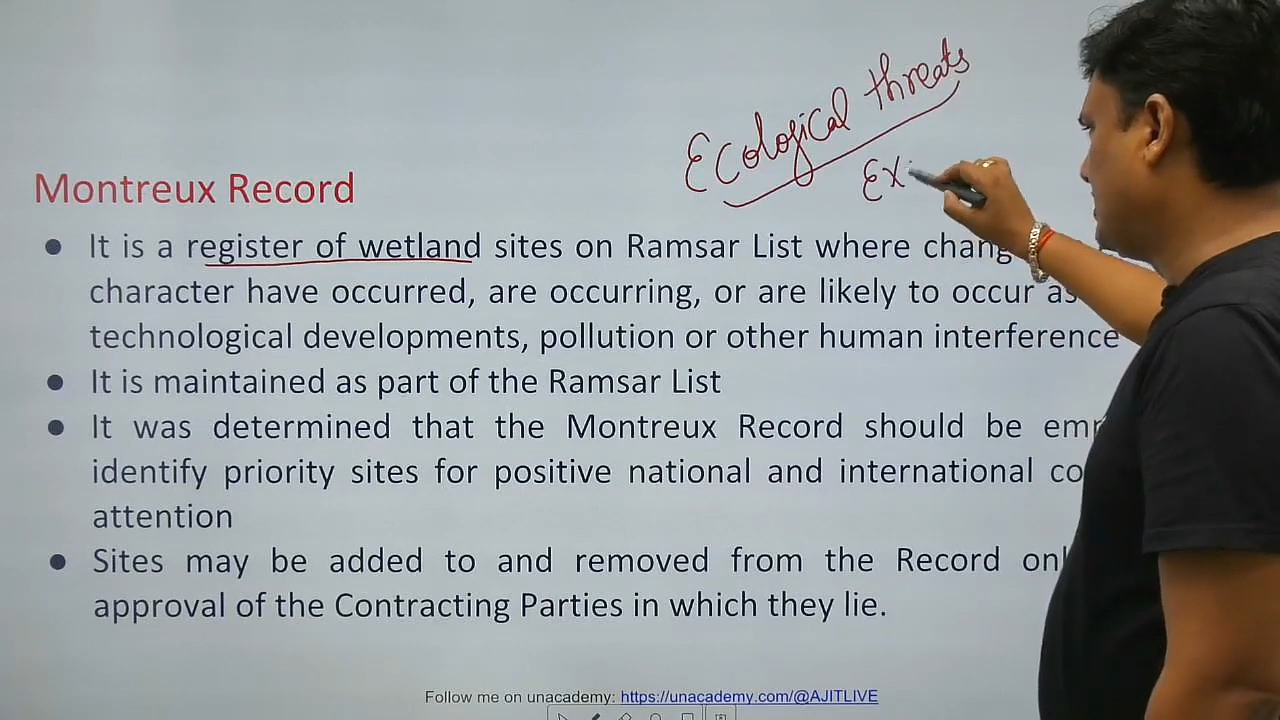 Ecological threats
Ex
Montreux Record
● It is a register of wetland sites on Ramsar List where
character have occurred, are occurring, or are likely to occur as
technological developments, pollution or other human interference
● It is maintained as part of the Ramsar List
● It was determined that the Montreux Record should be
identify priority sites for positive national and international
attention
● Sites may be added to and removed from the Record
approval of the Contracting Parties in which they lie.
Follow me on unacademy: https://unacademy.com/@AJITLIVE